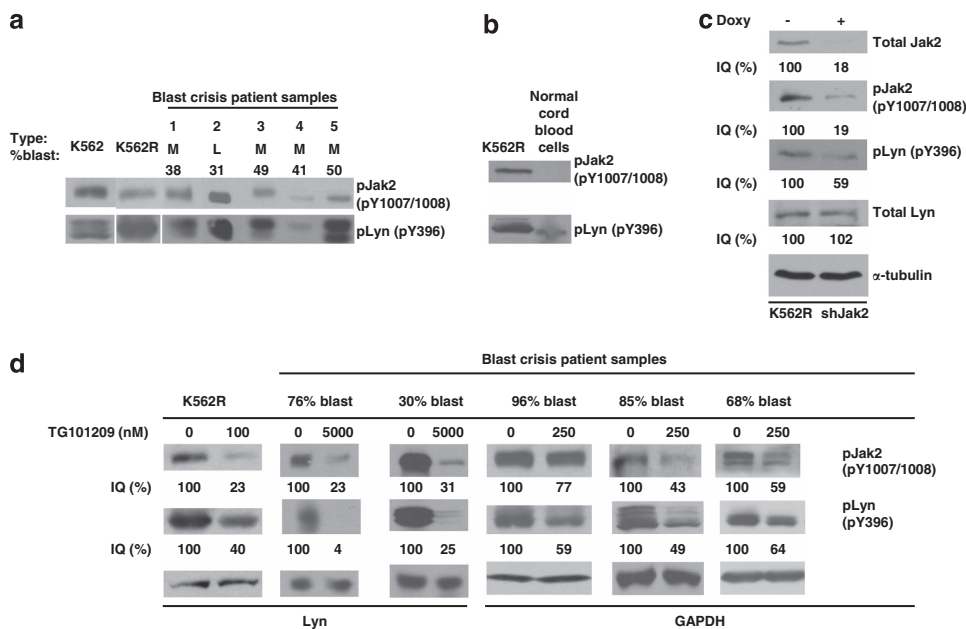 a
Blast crisis patient samples
1 2 3 4 5
Type: K562 K562R M L M M M
%blast: 38 31 49 41 50
pJak2
(pY1007/1008)
pLyn (pY396)
b
Normal
cord
blood
K562R cells
pJak2
(pY1007/1008)
pLyn (pY396)
c
Doxy - +
Total Jak2
IQ (%) 100 18
pJak2
(pY1007/1008)
IQ (%) 100 19
pLyn (pY396)
IQ (%) 100 59
Total Lyn
IQ (%) 100 102
α-tubulin
K562R shJak2
d
Blast crisis patient samples
K562R 76% blast 30% blast 96% blast 85% blast 68% blast
TG101209 (nM) 0 100 0 5000 0 5000 0 250 0 250 0 250
pJak2
(pY1007/1008)
IQ (%) 100 23 100 23 100 31 100 77 100 43 100 59
pLyn
(pY396)
IQ (%) 100 40 100 4 100 25 100 59 100 49 100 64
Lyn GAPDH